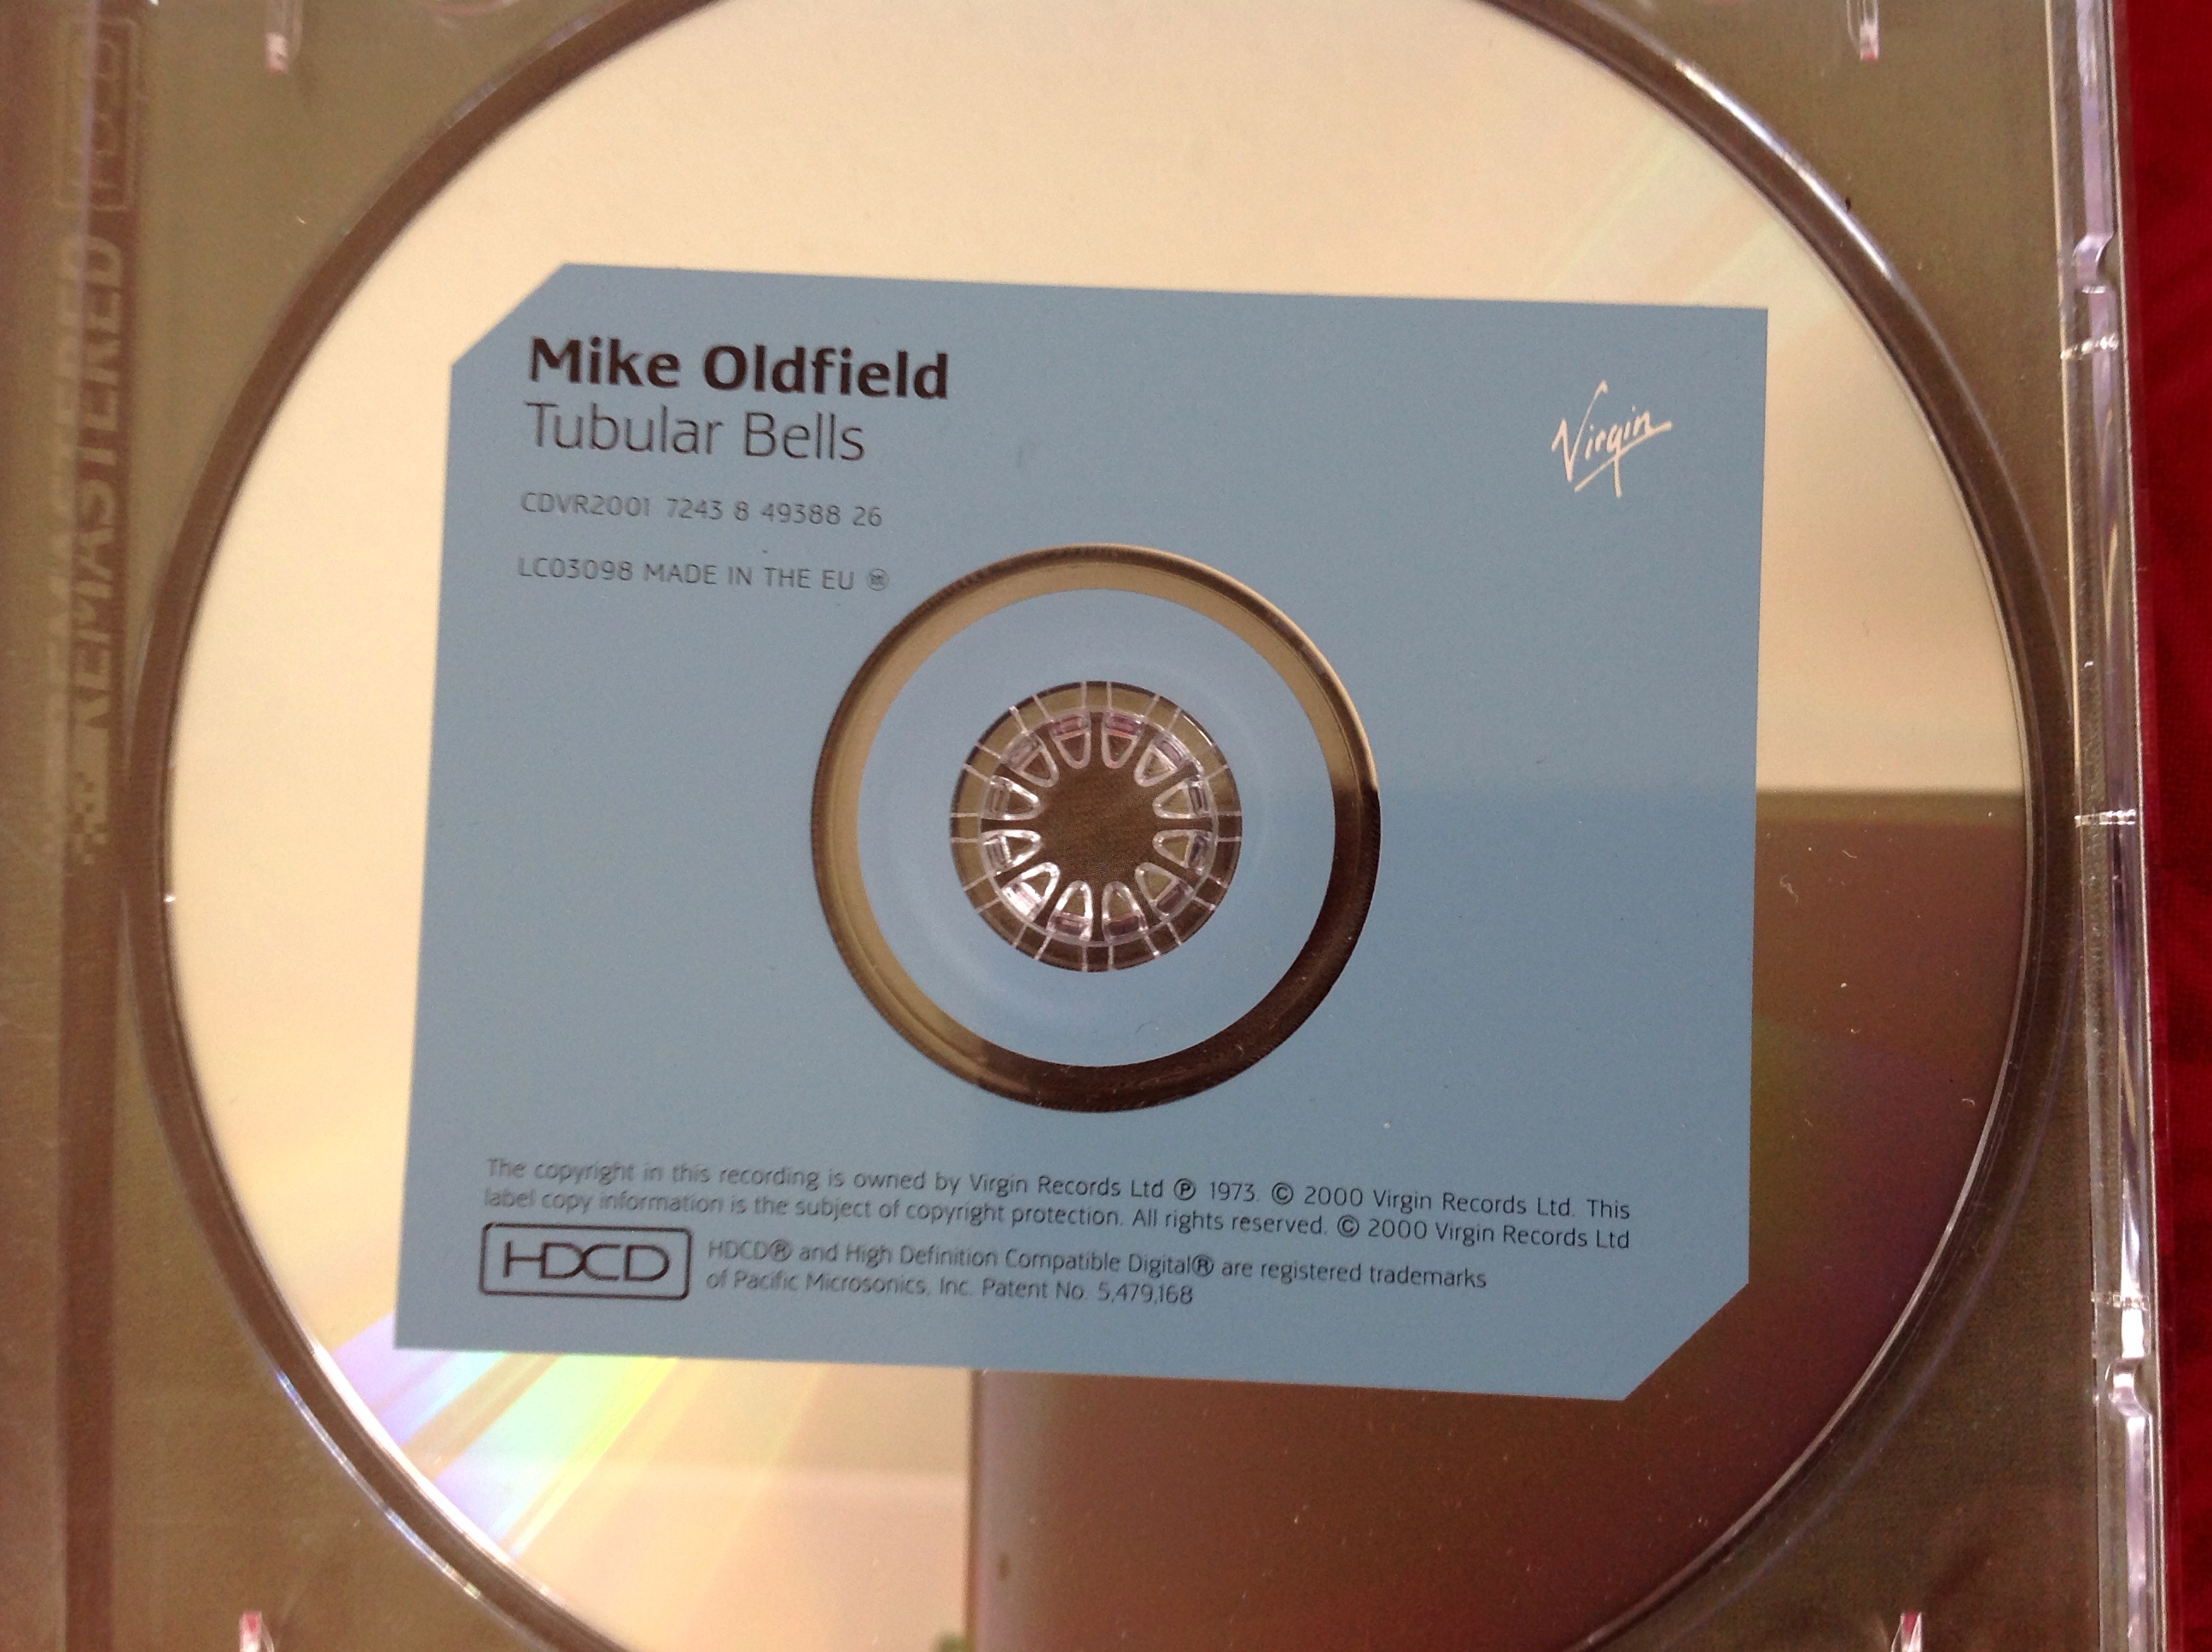 Mike Oldfield
Tubular Bells
Virgin
CDVR2001 7243 8 49388 26
LC03098 MADE IN THE EU
The copyright in this recording is owned by Virgin Records Ltd ℗ 1973. © 2000 Virgin Records Ltd. This
label copy information is the subject of copyright protection. All rights reserved. © 2000 Virgin Records Ltd
HDCD
HDCD® and High Definition Compatible Digital® are registered trademarks
of Pacific Microsonics, Inc. Patent No. 5,479,168
REMASTERED
HDCD